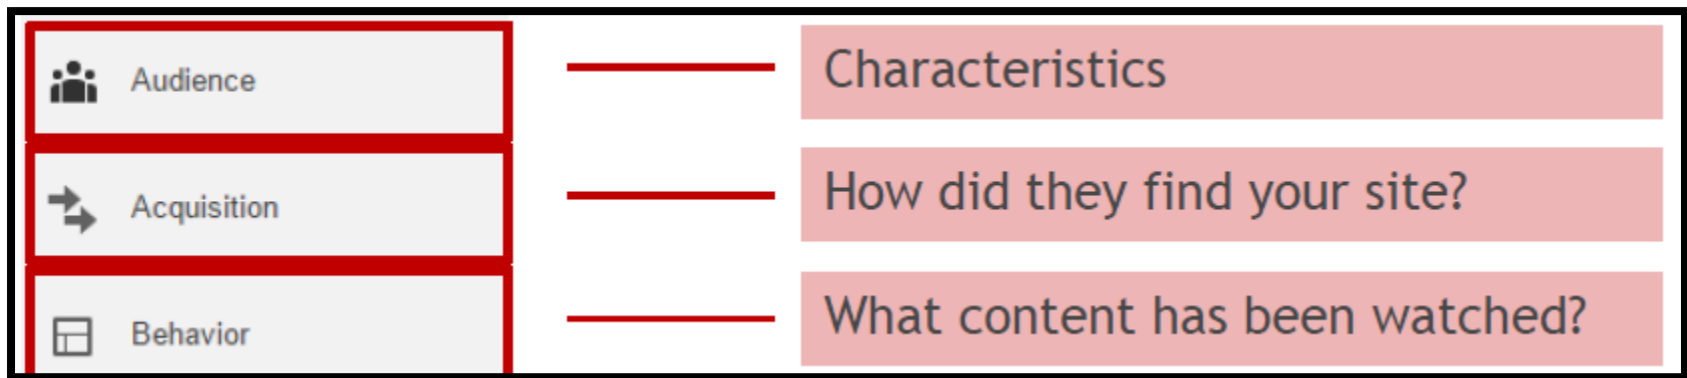 Audience
Characteristics
Acquisition
How did they find your site?
Behavior
What content has been watched?